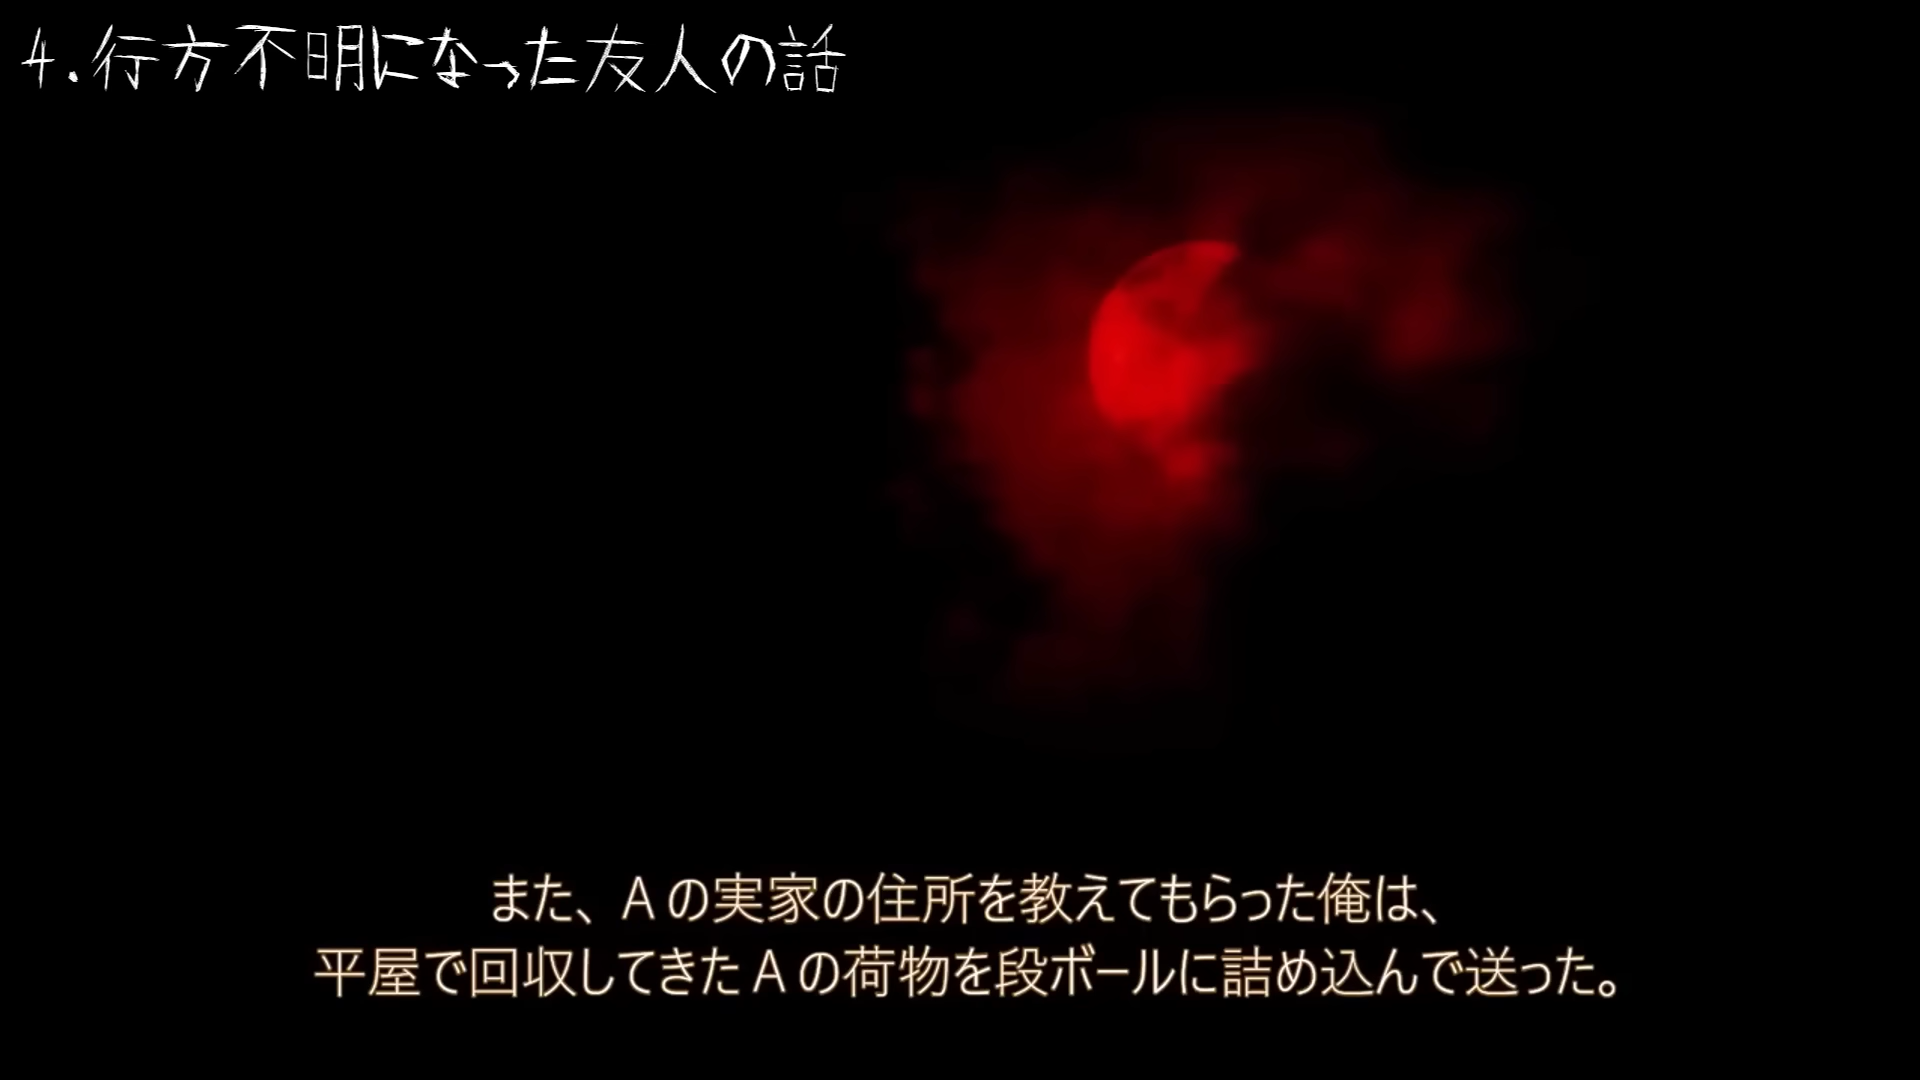 4.行方不明になった友人の話
また、Aの実家の住所を教えてもらった俺は、
平屋で回収してきたAの荷物を段ボールに詰め込んで送った。